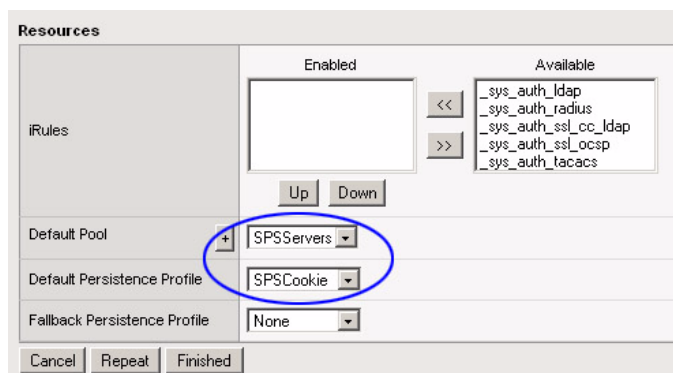 Resources
Enabled
Available
iRules
<<
>>
_sys_auth_ldap
_sys_auth_radius
_sys_auth_ssl_cc_ldap
_sys_auth_ssl_ocsp
_sys_auth_tacacs
Up Down
Default Pool + SPSServers
Default Persistence Profile SPSCookie
Fallback Persistence Profile None
Cancel Repeat Finished